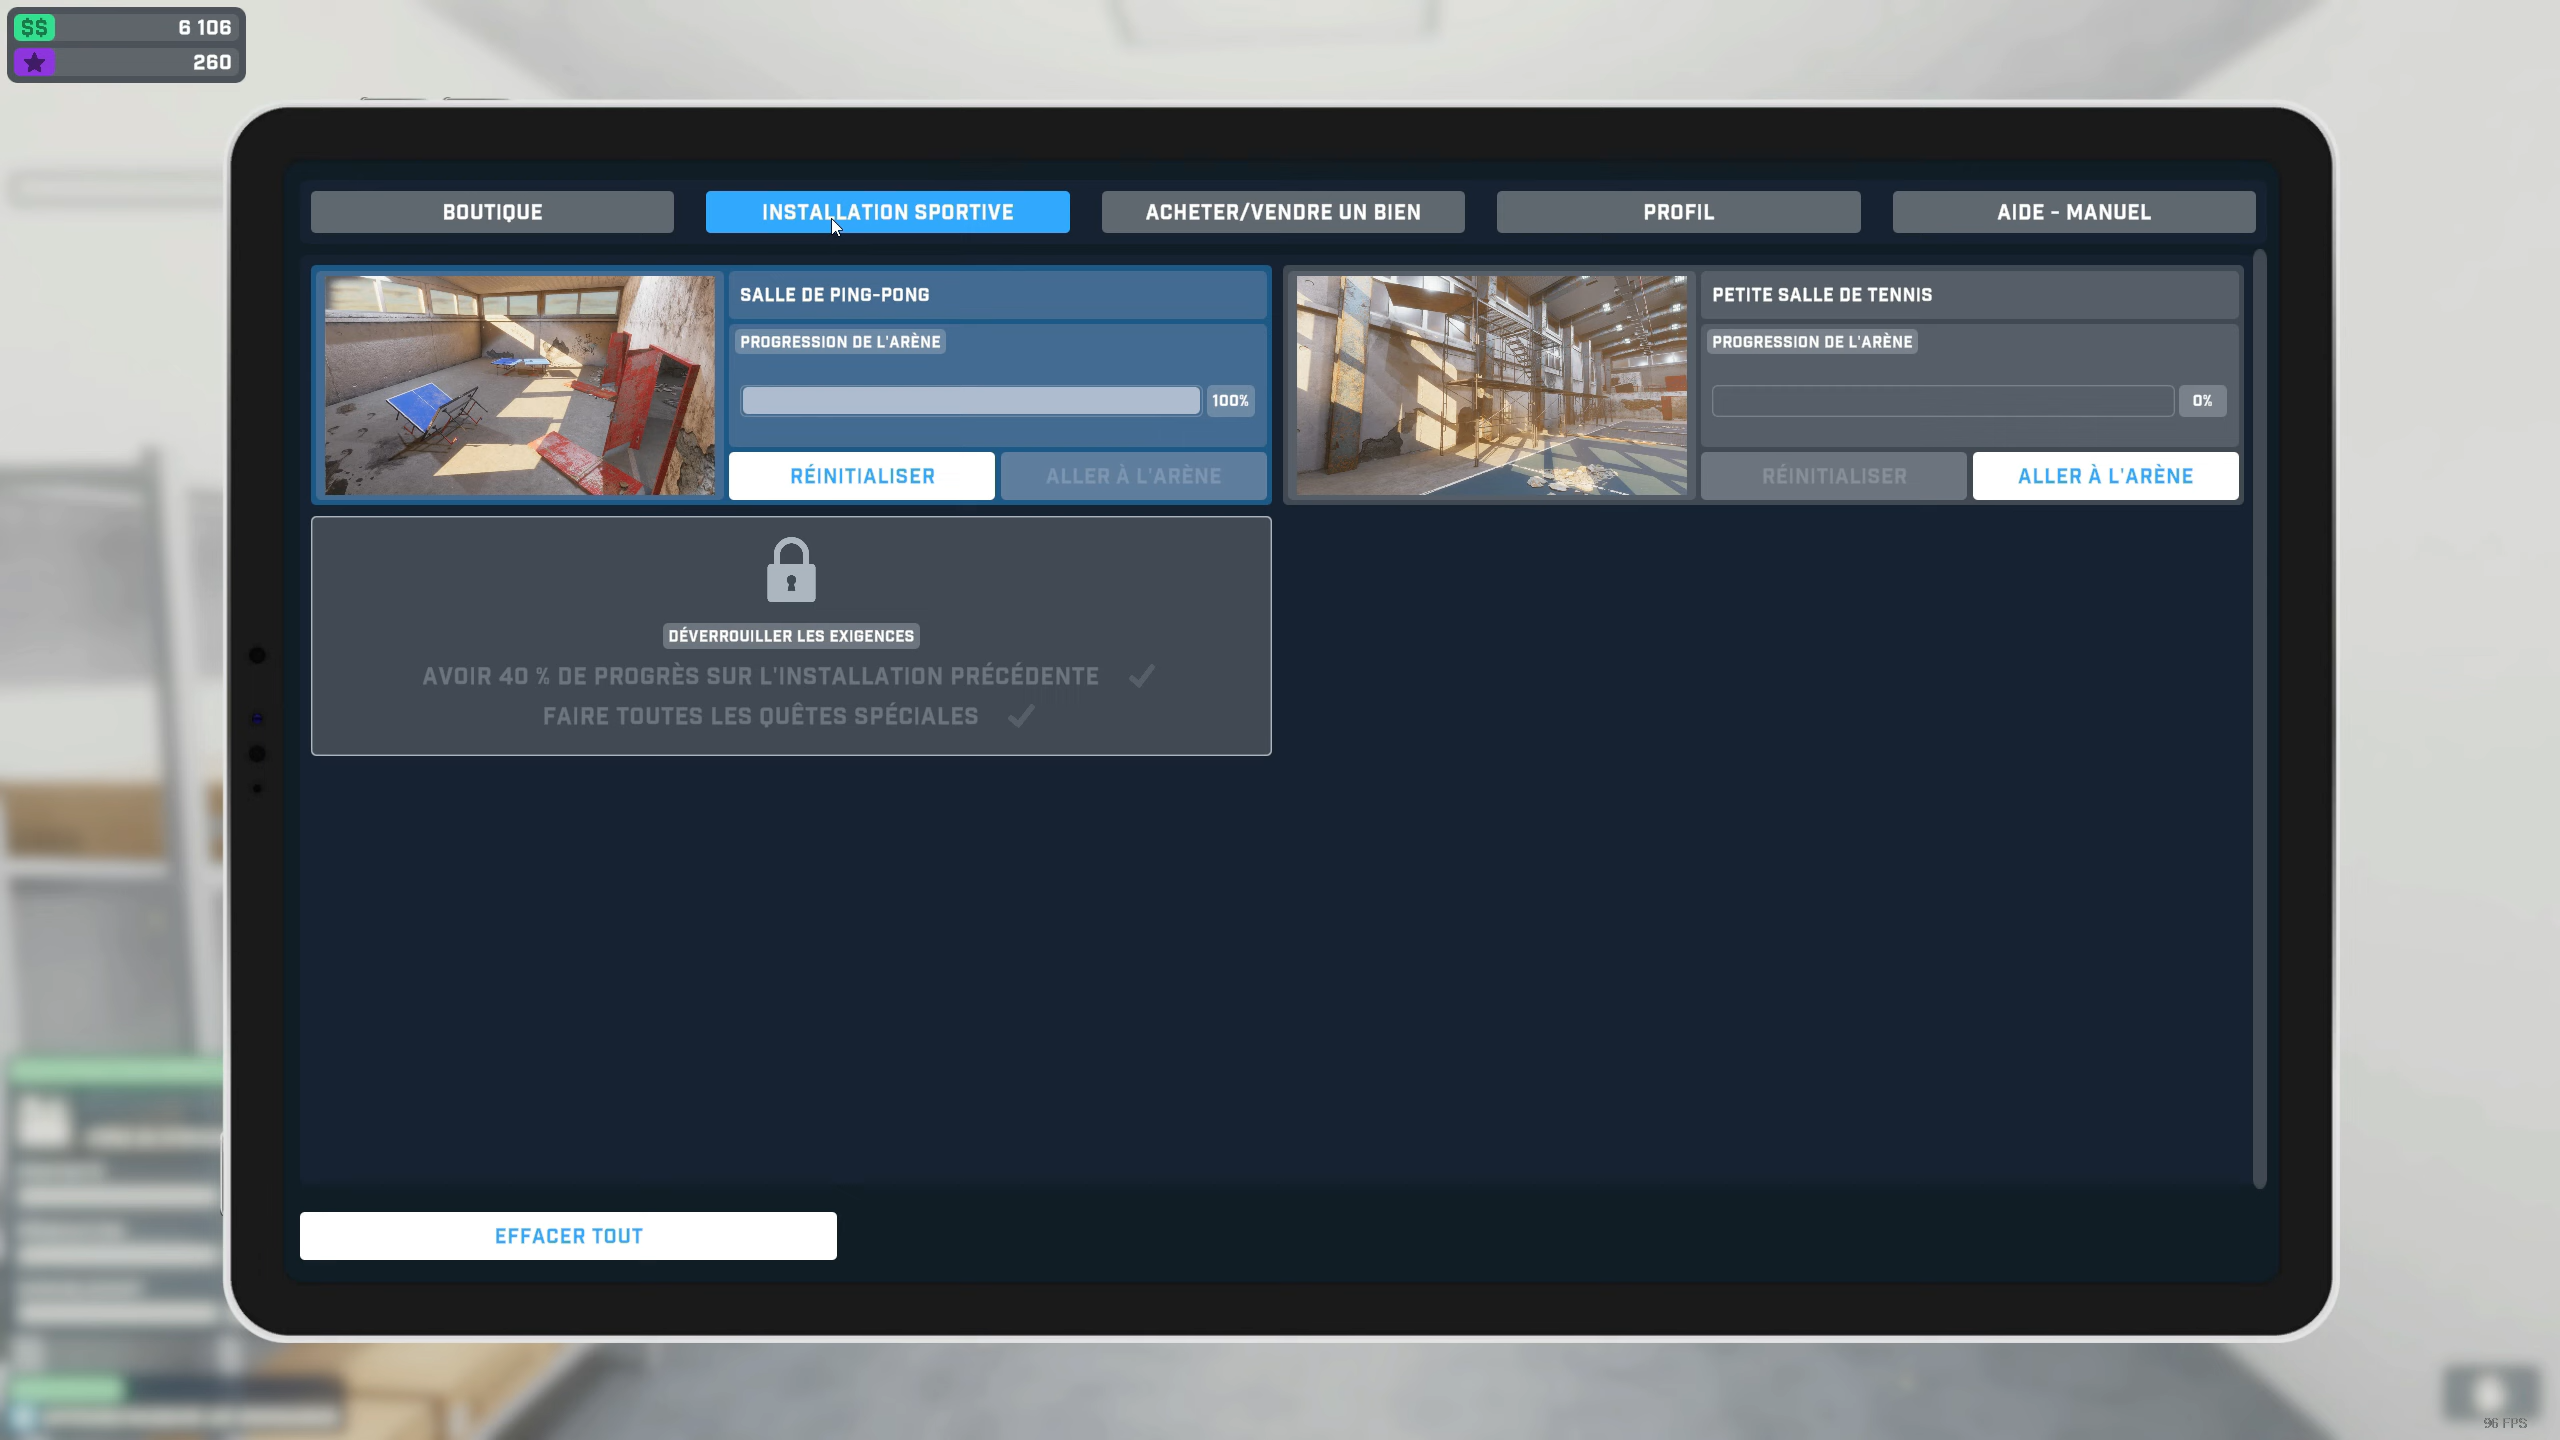 $$ 6 106
260
BOUTIQUE
INSTALLATION SPORTIVE
ACHETER/VENDRE UN BIEN
PROFIL
AIDE - MANUEL
SALLE DE PING-PONG
PROGRESSION DE L'ARÈNE
100%
RÉINITIALISER
ALLER À L'ARÈNE
PETITE SALLE DE TENNIS
PROGRESSION DE L'ARÈNE
0%
RÉINITIALISER
ALLER À L'ARÈNE
DÉVERROUILLER LES EXIGENCES
AVOIR 40 % DE PROGRÈS SUR L'INSTALLATION PRÉCÉDENTE
FAIRE TOUTES LES QUÊTES SPÉCIALES
EFFACER TOUT
96 FPS